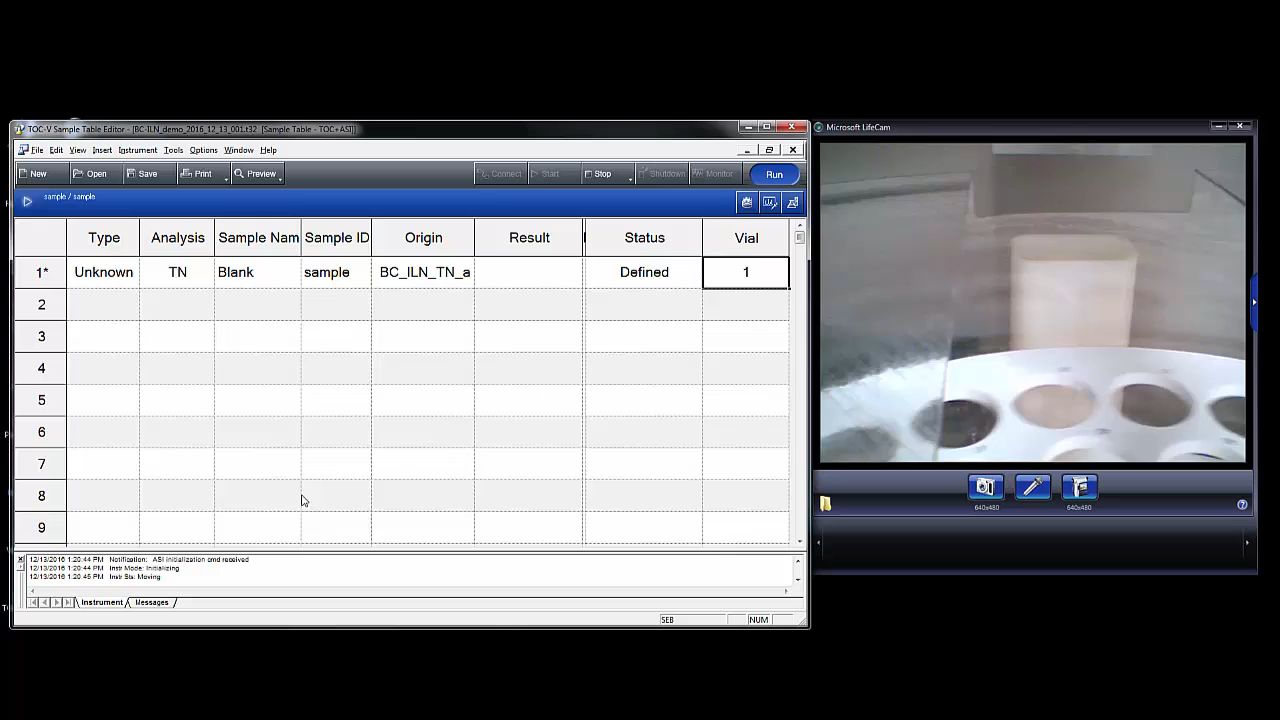 TOC-V Sample Table Editor - [BC-ILN_demo_2016_12_13_001.t32 [Sample Table - TOC+ASI]]
File Edit View Insert Instrument Tools Options Window Help
New Open Save Print Preview Connect Start Stop Shutdown Monitor Run
sample / sample
Type Analysis Sample Nam Sample ID Origin Result Status Vial
1* Unknown TN Blank sample BC_ILN_TN_a Defined 1
2
3
4
5
6
7
8
9
12/13/2016 1:20:44 PM Notification: ASI initialization cmd received
12/13/2016 1:20:44 PM Instr Mode: Initializing
12/13/2016 1:20:45 PM Instr Sts: Moving
Instrument Messages
SEB NUM
Microsoft LifeCam
640x480 640x480